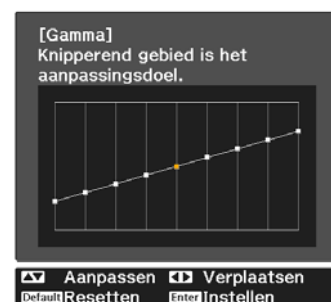 [Gamma]
Knipperend gebied is het
aanpassingsdoel.
Aanpassen Verplaatsen
Default Resetten Enter Instellen